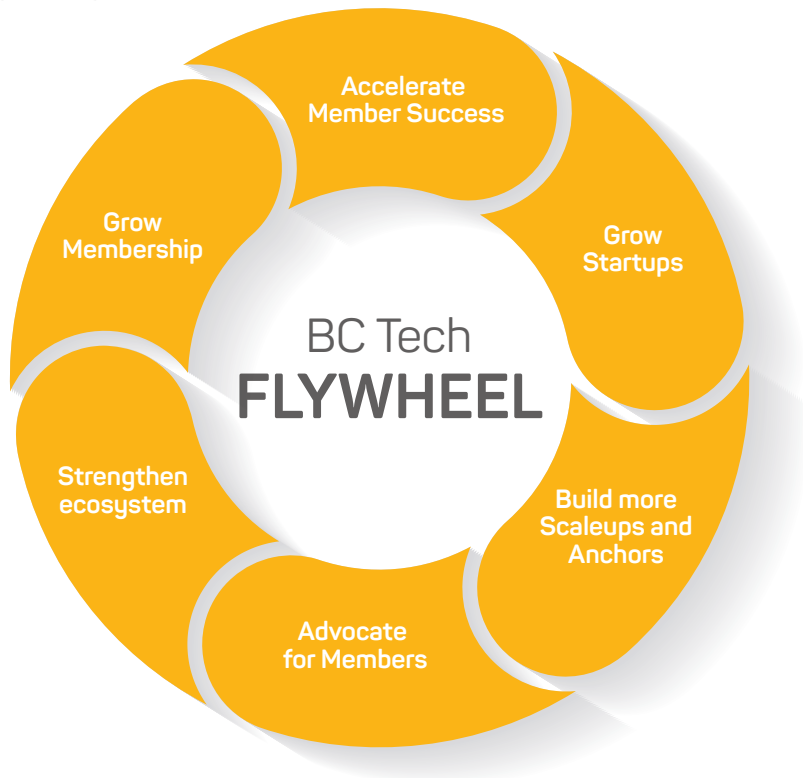 Accelerate
Member Success
Grow
Startups
Build more
Scaleups and
Anchors
Advocate
for Members
Strengthen
ecosystem
Grow
Membership
BC Tech
FLYWHEEL